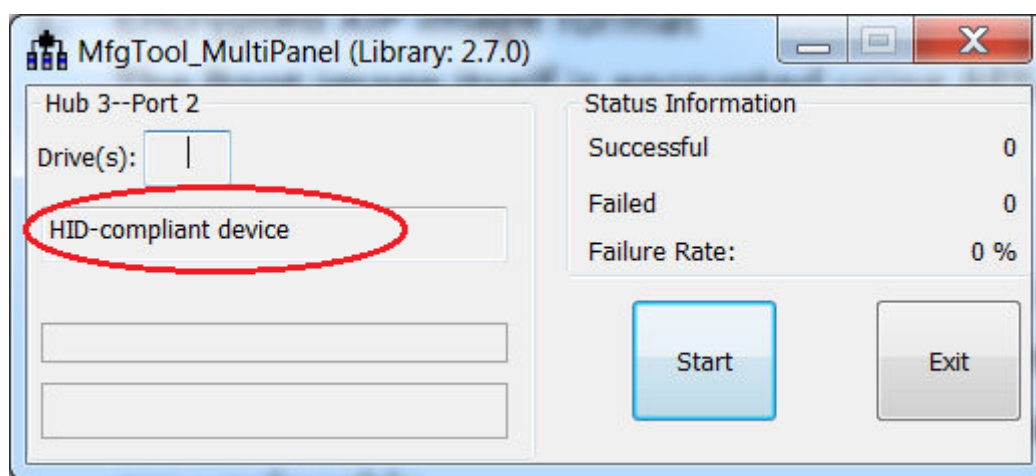 MfgTool_MultiPanel (Library: 2.7.0)
Hub 3--Port 2
Drive(s):
HID-compliant device
Status Information
Successful 0
Failed 0
Failure Rate: 0 %
Start
Exit